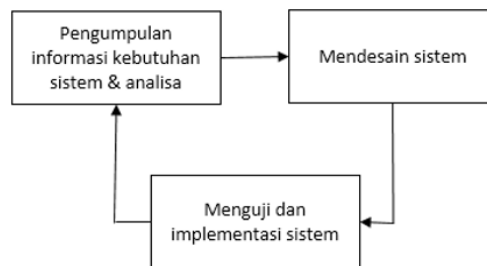 Pengumpulan
informasi kebutuhan
sistem & analisa
Mendesain sistem
Menguji dan
implementasi sistem